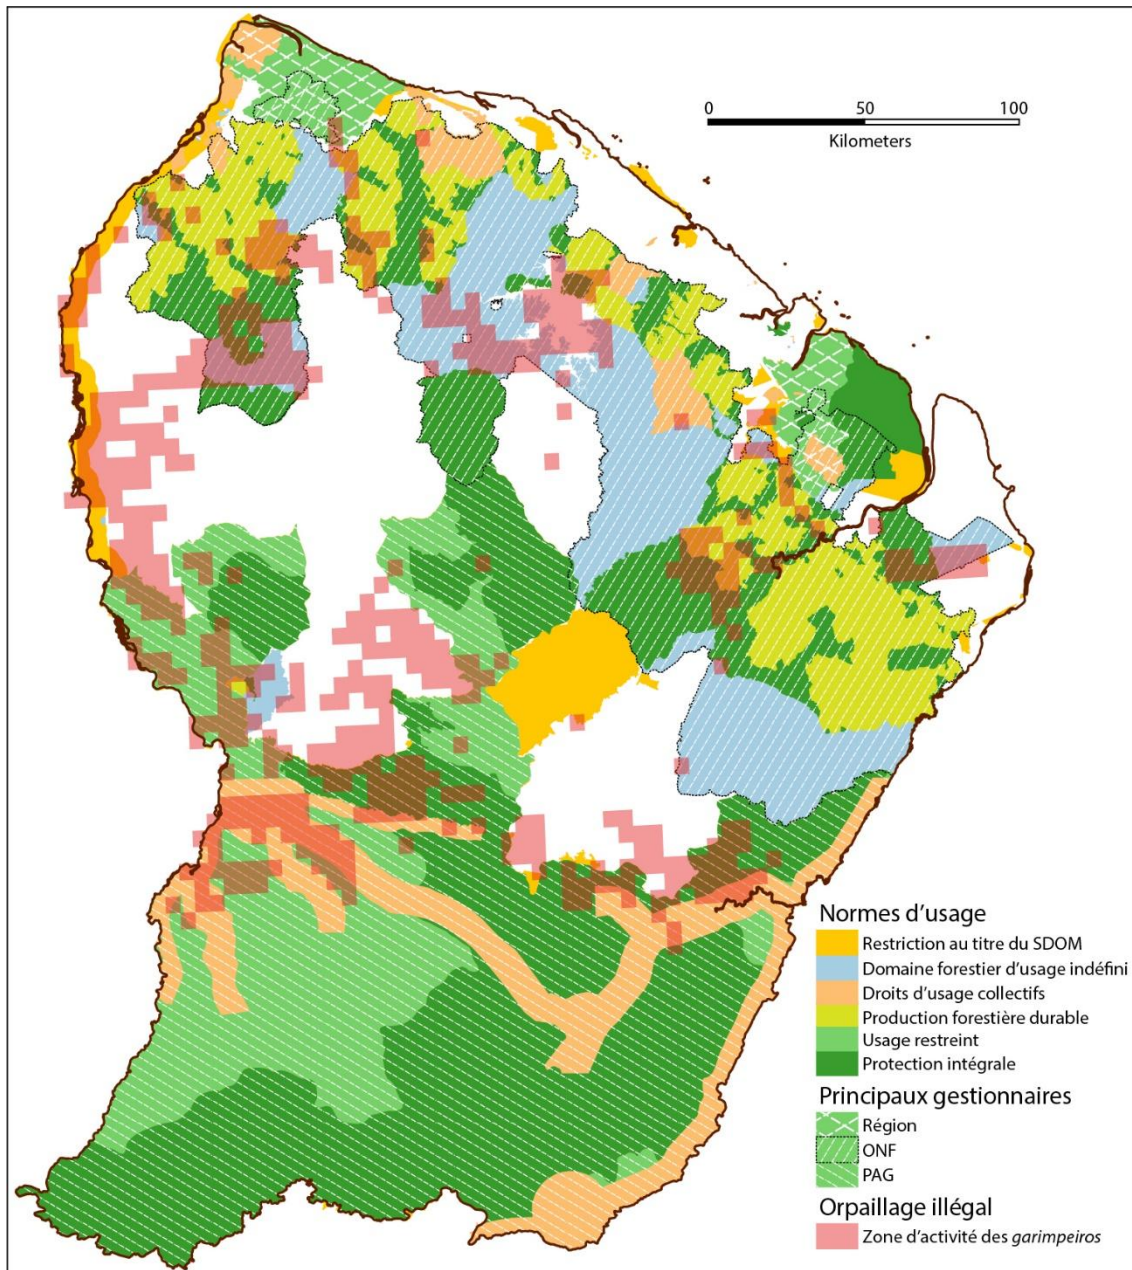 0 50 100
Kilometers
Normes d'usage
Restriction au titre du SDOM
Domaine forestier d'usage indéfini
Droits d'usage collectifs
Production forestière durable
Usage restreint
Protection intégrale
Principaux gestionnaires
Région
ONF
PAG
Orpaillage illégal
Zone d'activité des garimpeiros